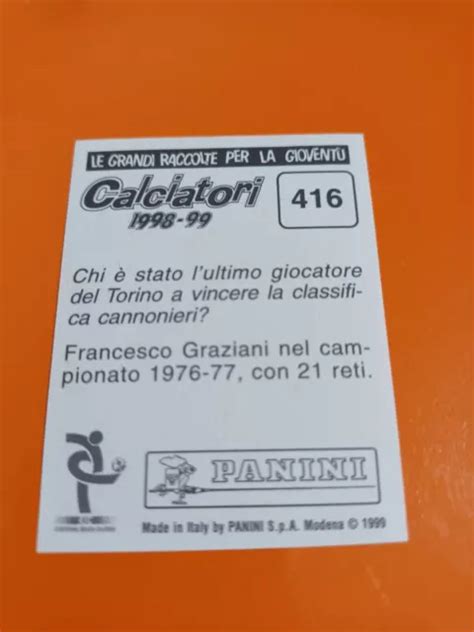 LE GRANDI RACCOLTE PER LA GIOVENTÙ
Calciatori
1998-99
416
Chi è stato l'ultimo giocatore
del Torino a vincere la classifi-
ca cannonieri?
Francesco Graziani nel cam-
pionato 1976-77, con 21 reti.
PANINI
Made in Italy by PANINI S.p.A. Modena © 1999